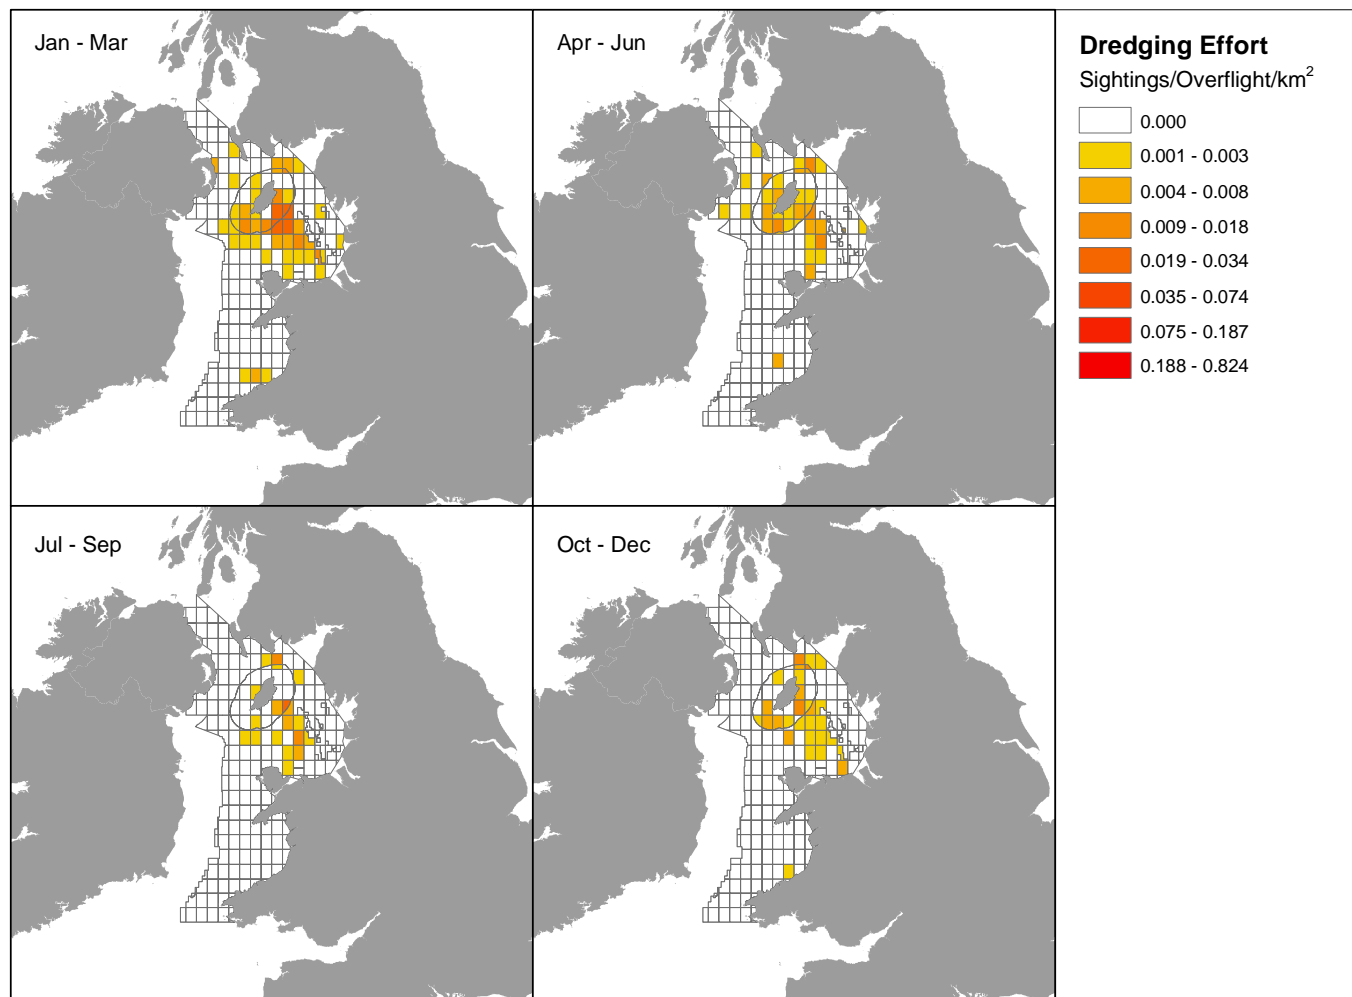 Jan - Mar
Apr - Jun
Dredging Effort
Sightings/Overflight/km²
0.000
0.001 - 0.003
0.004 - 0.008
0.009 - 0.018
0.019 - 0.034
0.035 - 0.074
0.075 - 0.187
0.188 - 0.824
Jul - Sep
Oct - Dec